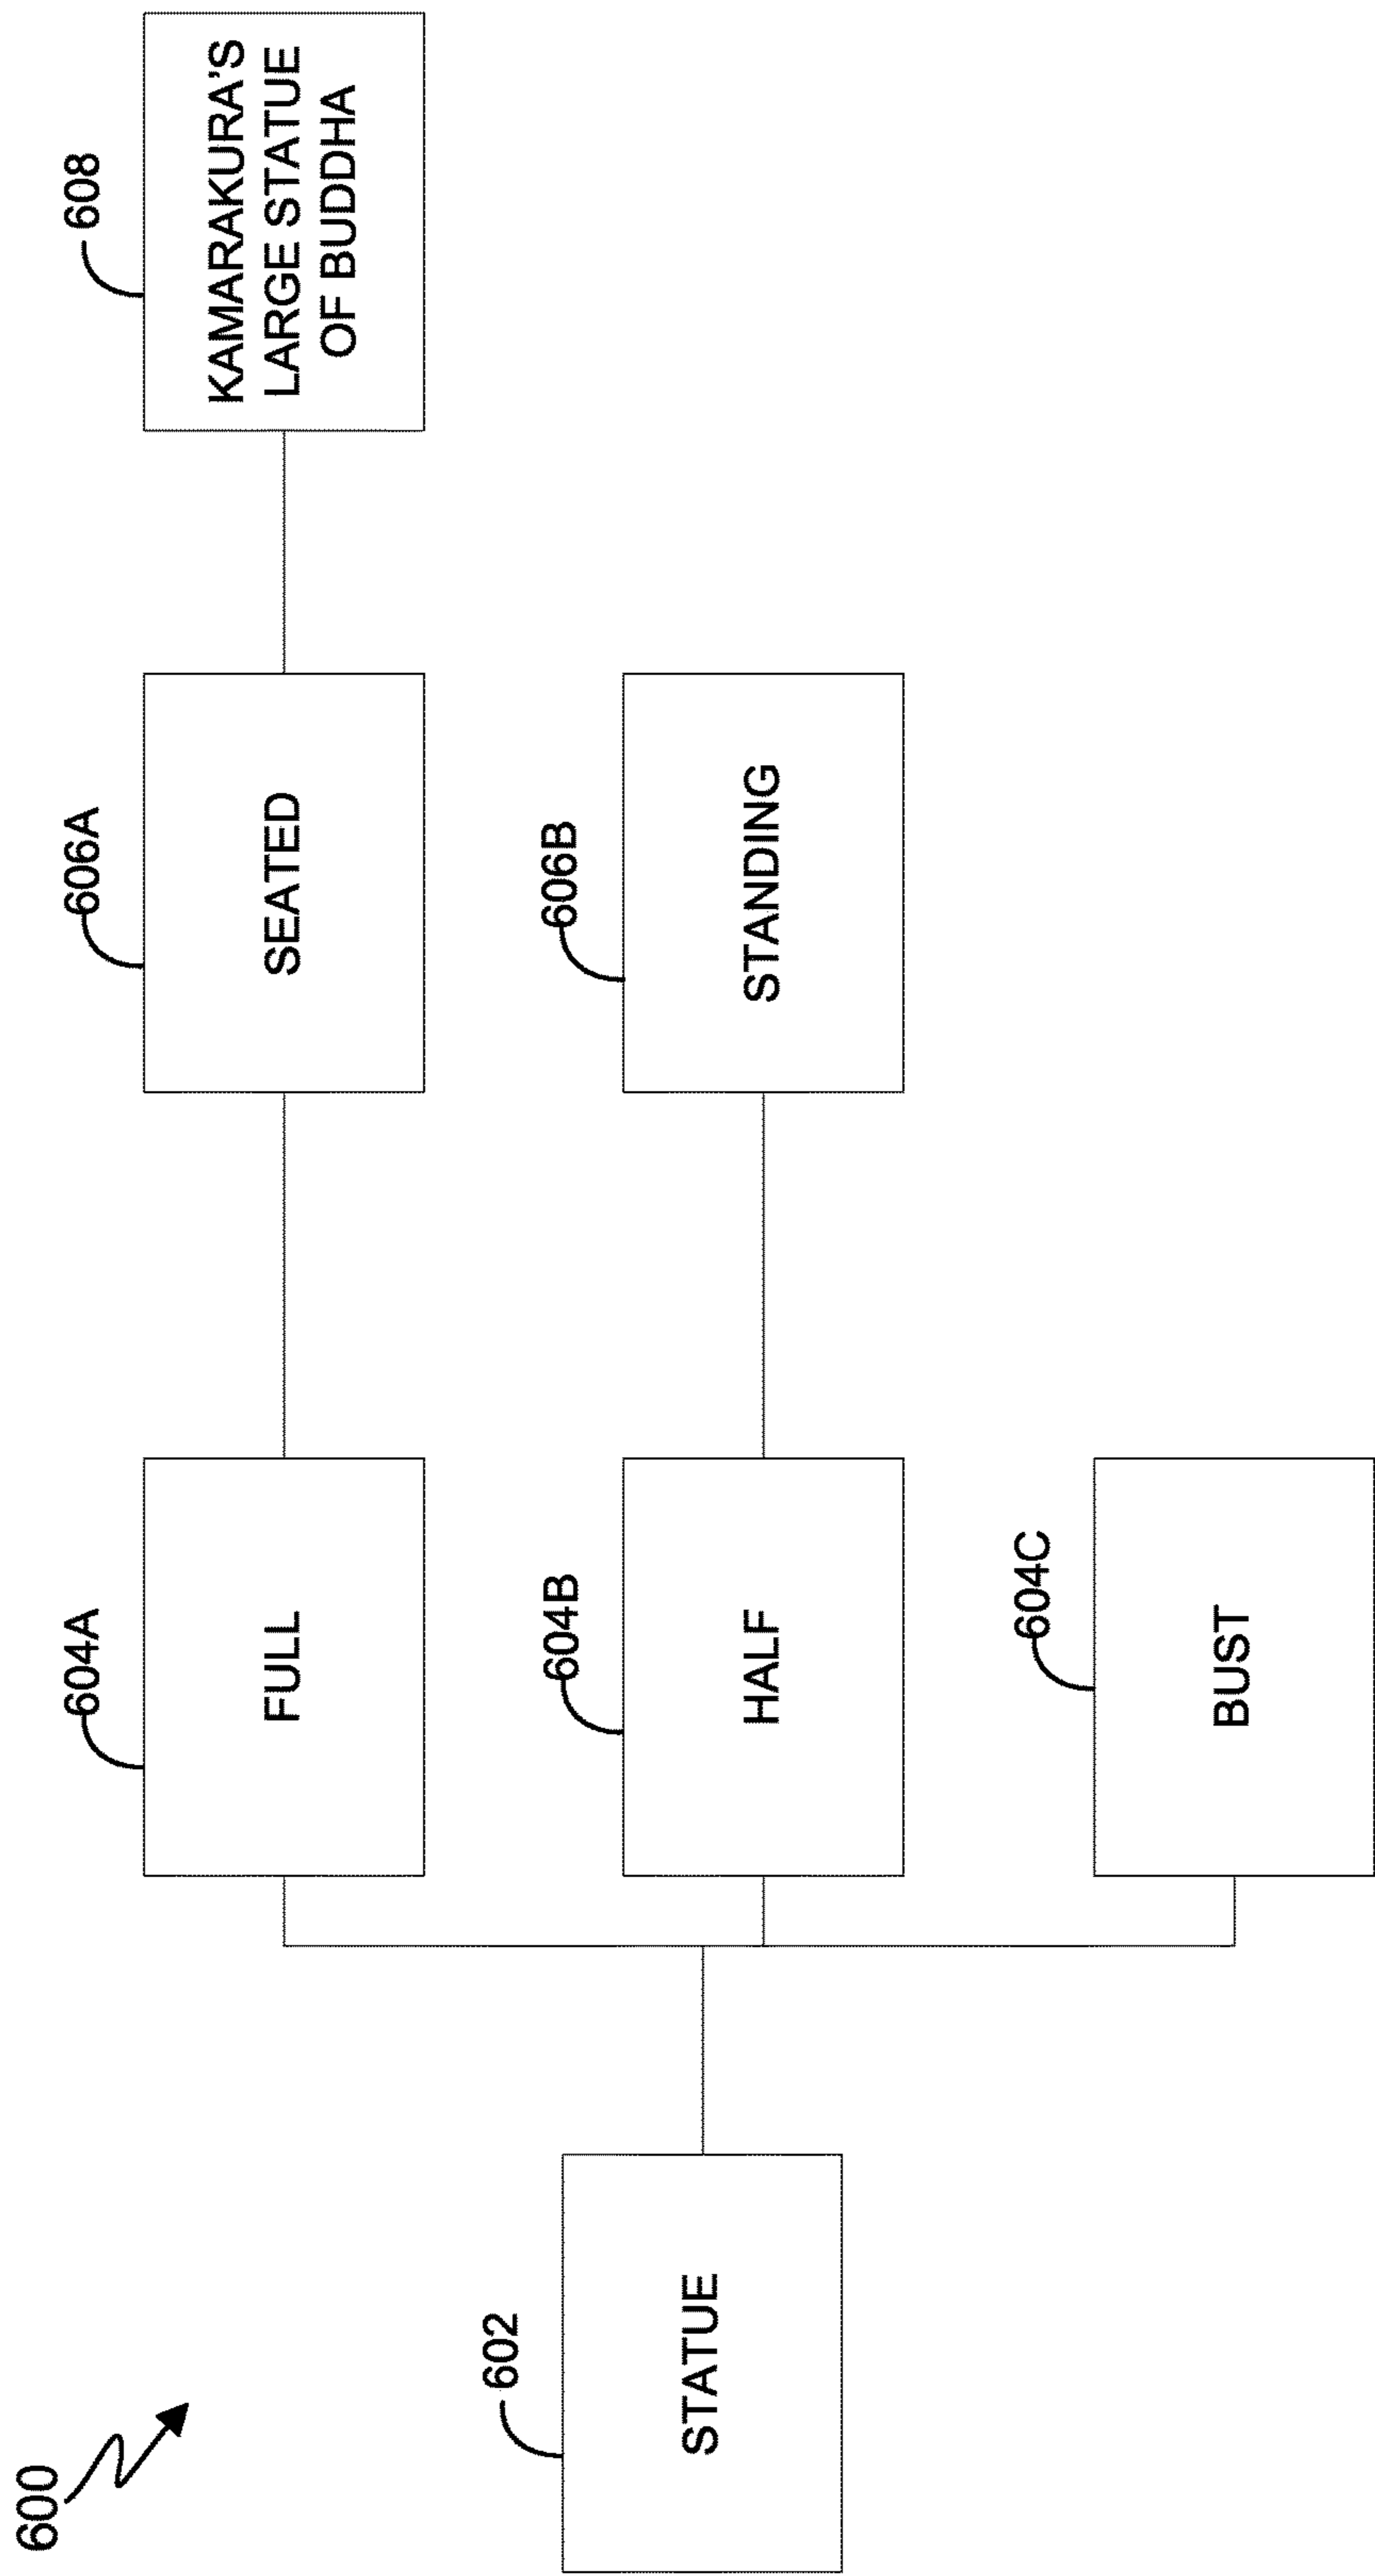 600
602
STATUE
604A
FULL
604B
HALF
604C
BUST
606A
SEATED
606B
STANDING
608
KAMARAKURA'S
LARGE STATUE
OF BUDDHA